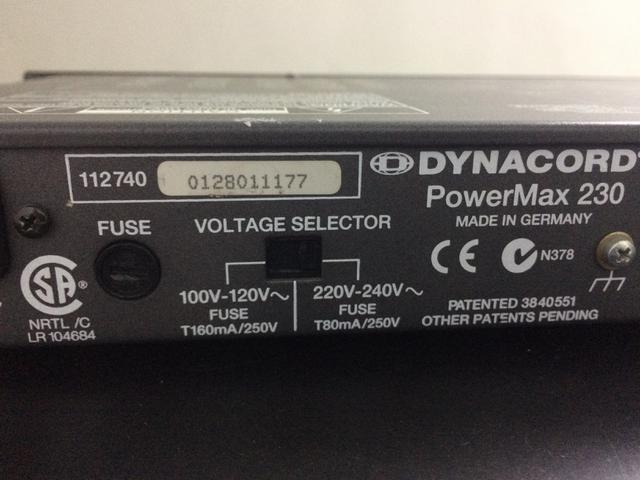 112740 0128011177
DYNACORD
PowerMax 230
MADE IN GERMANY
FUSE
VOLTAGE SELECTOR
N378
100V-120V~
FUSE
T160mA/250V
220V-240V~
FUSE
T80mA/250V
NRTL /C
LR 104684
PATENTED 3840551
OTHER PATENTS PENDING